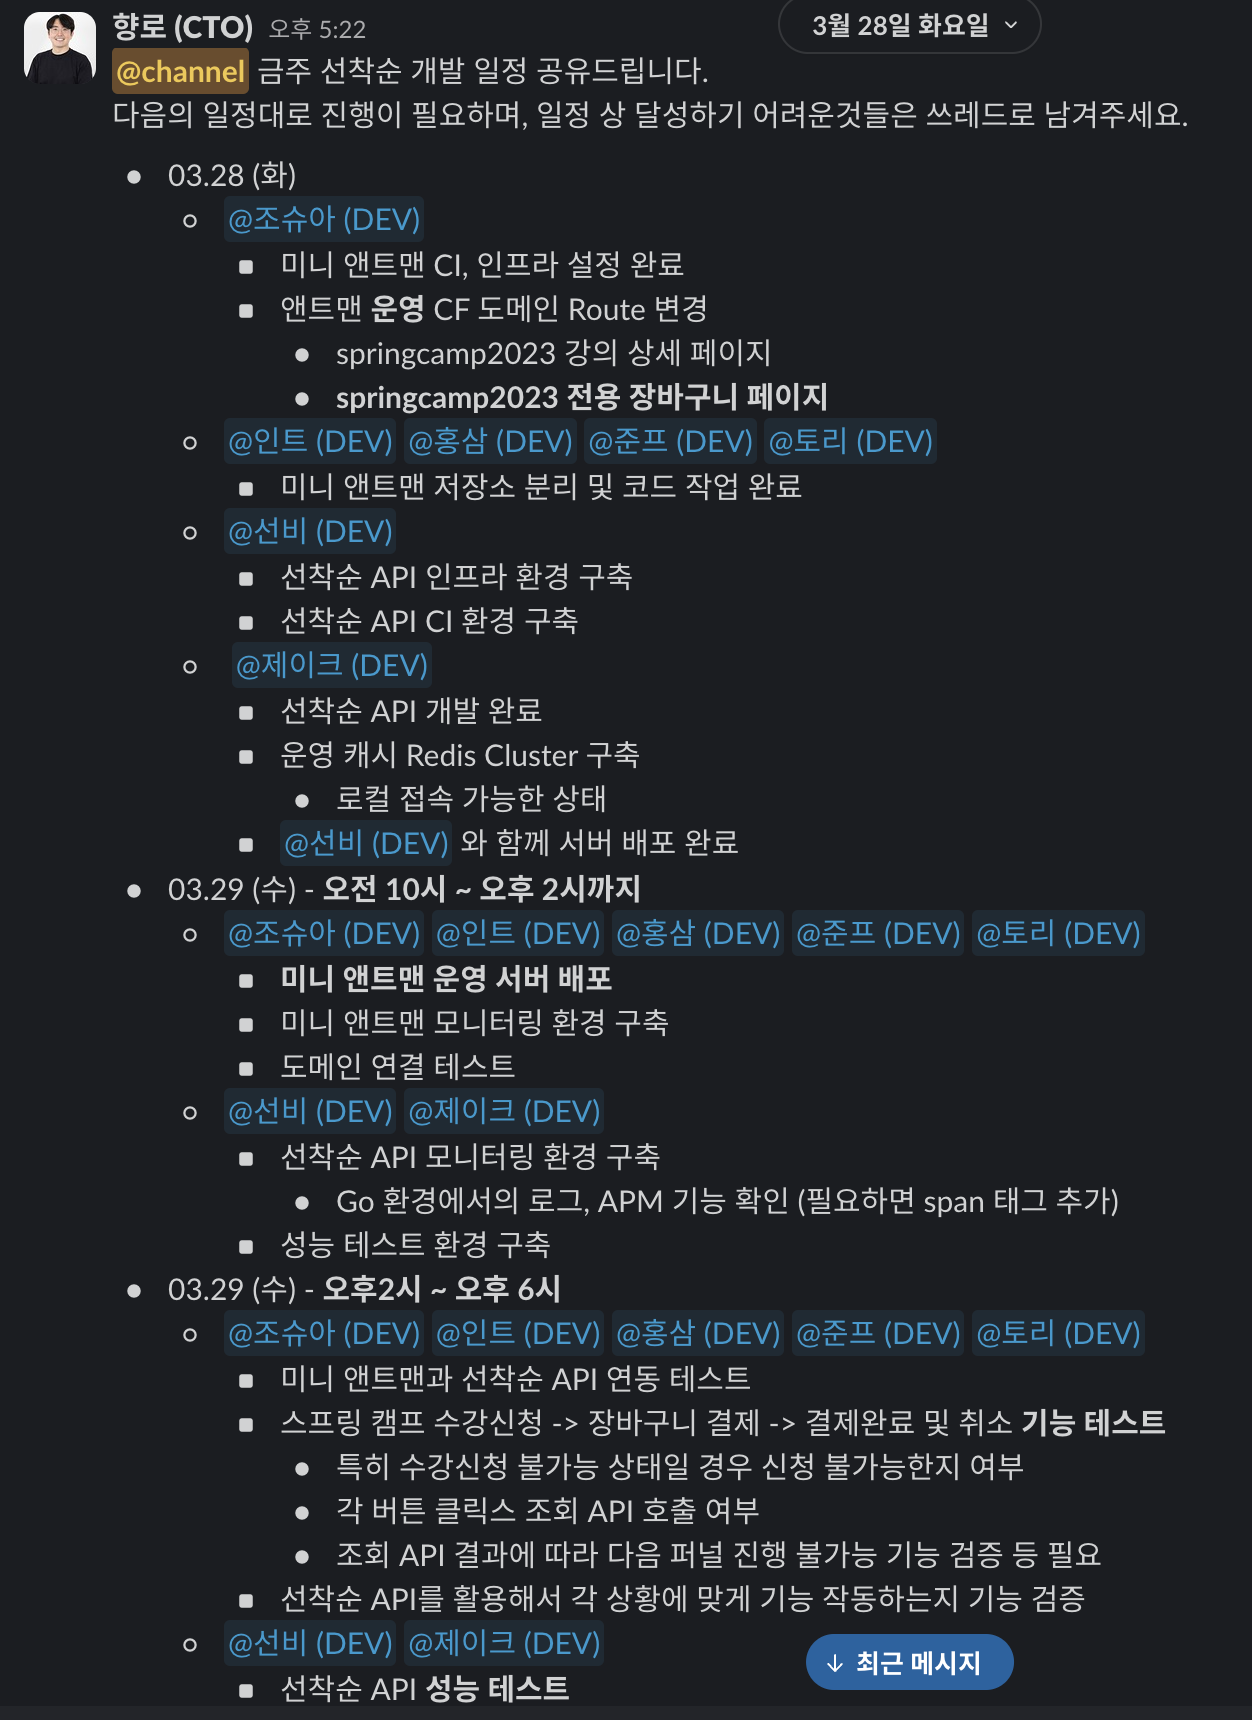 향로 (CTO) 오후 5:22
3월 28일 화요일
@channel 금주 선착순 개발 일정 공유드립니다.
다음의 일정대로 진행이 필요하며, 일정 상 달성하기 어려운것들은 쓰레드로 남겨주세요.
03.28 (화)
@조슈아 (DEV)
미니 앤트맨 CI, 인프라 설정 완료
앤트맨 운영 CF 도메인 Route 변경
springcamp2023 강의 상세 페이지
springcamp2023 전용 장바구니 페이지
@인트 (DEV) @홍삼 (DEV) @준프 (DEV) @토리 (DEV)
미니 앤트맨 저장소 분리 및 코드 작업 완료
@선비 (DEV)
선착순 API 인프라 환경 구축
선착순 API CI 환경 구축
@제이크 (DEV)
선착순 API 개발 완료
운영 캐시 Redis Cluster 구축
로컬 접속 가능한 상태
@선비 (DEV) 와 함께 서버 배포 완료
03.29 (수) - 오전 10시 ~ 오후 2시까지
@조슈아 (DEV) @인트 (DEV) @홍삼 (DEV) @준프 (DEV) @토리 (DEV)
미니 앤트맨 운영 서버 배포
미니 앤트맨 모니터링 환경 구축
도메인 연결 테스트
@선비 (DEV) @제이크 (DEV)
선착순 API 모니터링 환경 구축
Go 환경에서의 로그, APM 기능 확인 (필요하면 span 태그 추가)
성능 테스트 환경 구축
03.29 (수) - 오후2시 ~ 오후 6시
@조슈아 (DEV) @인트 (DEV) @홍삼 (DEV) @준프 (DEV) @토리 (DEV)
미니 앤트맨과 선착순 API 연동 테스트
스프링 캠프 수강신청 -> 장바구니 결제 -> 결제완료 및 취소 기능 테스트
특히 수강신청 불가능 상태일 경우 신청 불가능한지 여부
각 버튼 클릭스 조회 API 호출 여부
조회 API 결과에 따라 다음 퍼널 진행 불가능 기능 검증 등 필요
선착순 API를 활용해서 각 상황에 맞게 기능 작동하는지 기능 검증
@선비 (DEV) @제이크 (DEV)
↓ 최근 메시지
선착순 API 성능 테스트